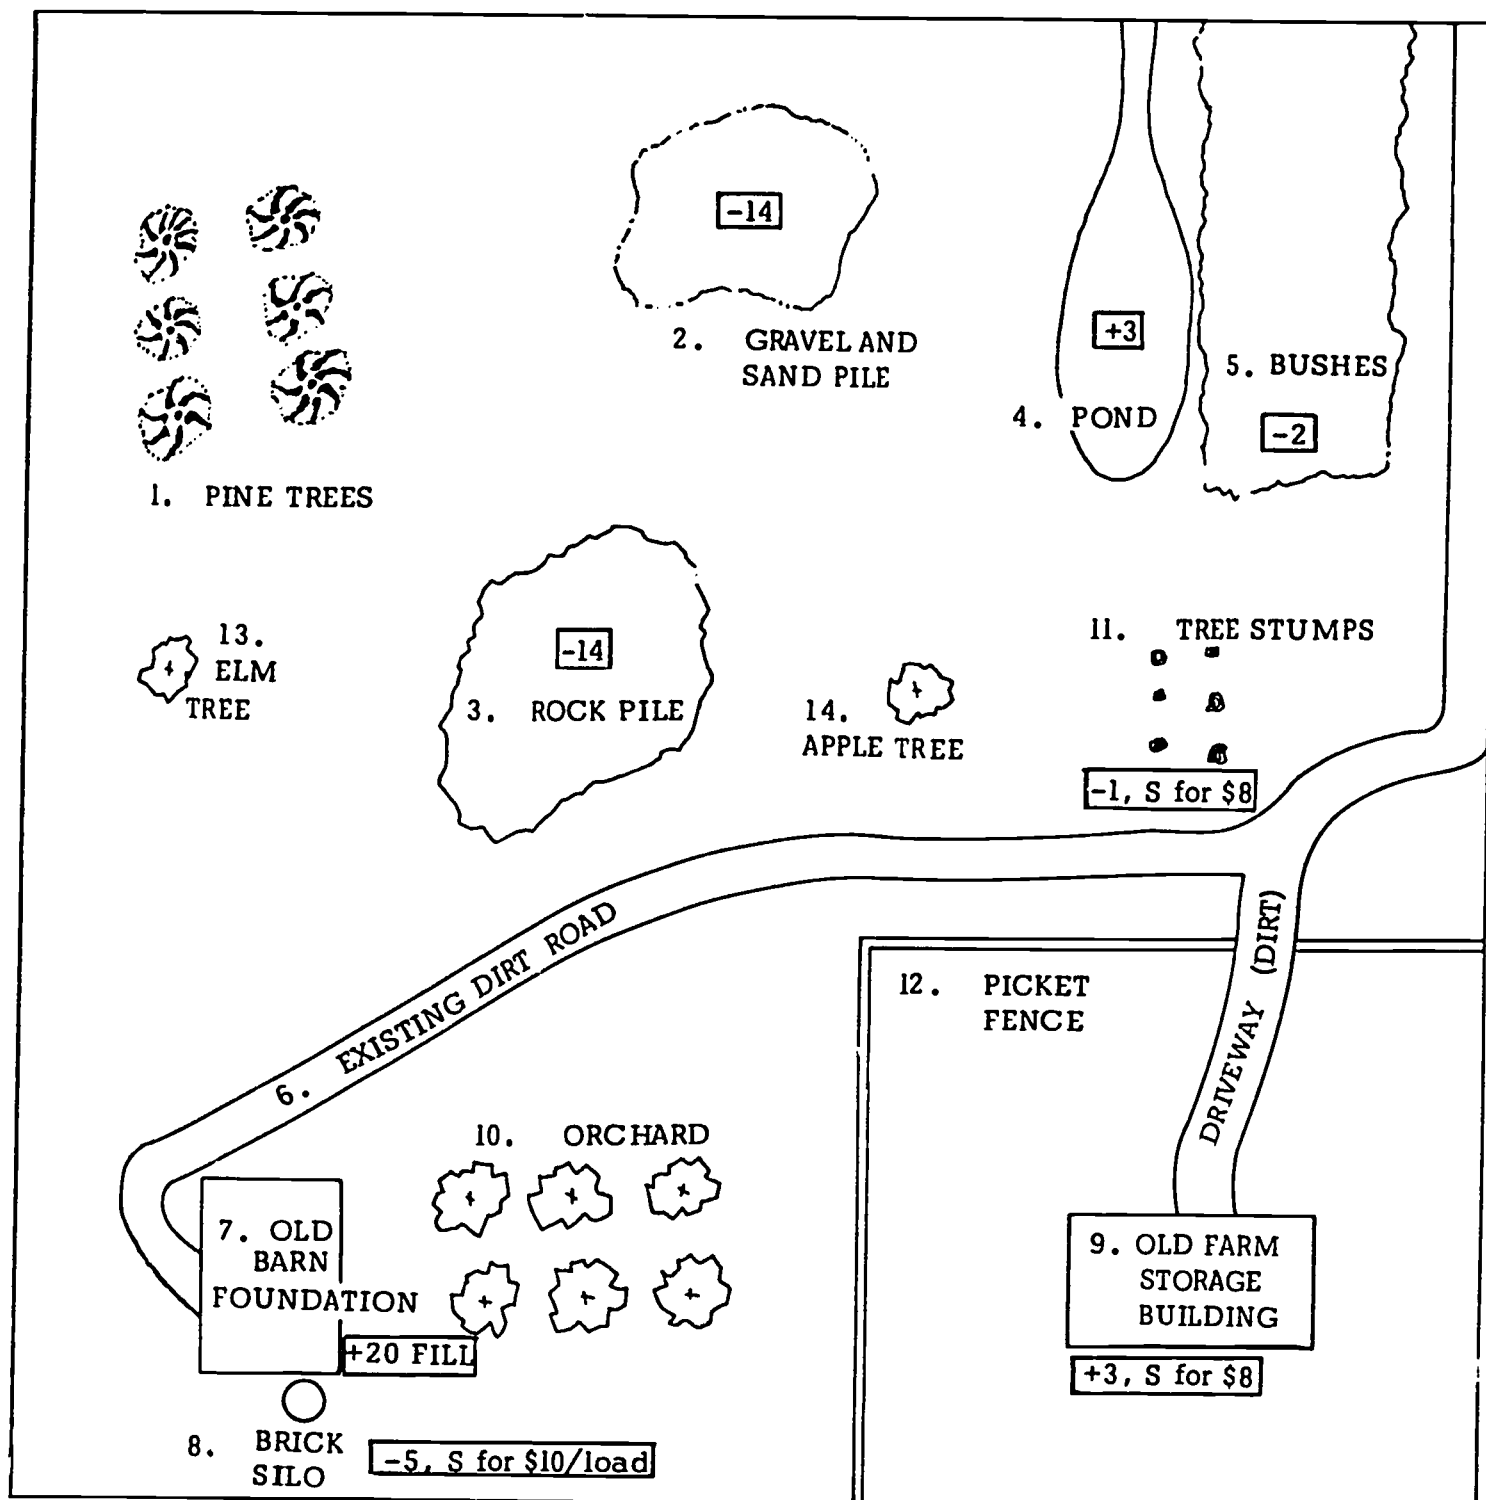 -14
2. GRAVEL AND
SAND PILE
+3
4. POND
5. BUSHES
-2
1. PINE TREES
13.
ELM
TREE
-14
3. ROCK PILE
14.
APPLE TREE
11. TREE STUMPS
-1, S for $8
6. EXISTING DIRT ROAD
DRIVEWAY (DIRT)
12. PICKET
FENCE
10. ORCHARD
7. OLD
BARN
FOUNDATION
+20 FILL
8. BRICK
SILO
-5, S for $10/load
9. OLD FARM
STORAGE
BUILDING
+3, S for $8